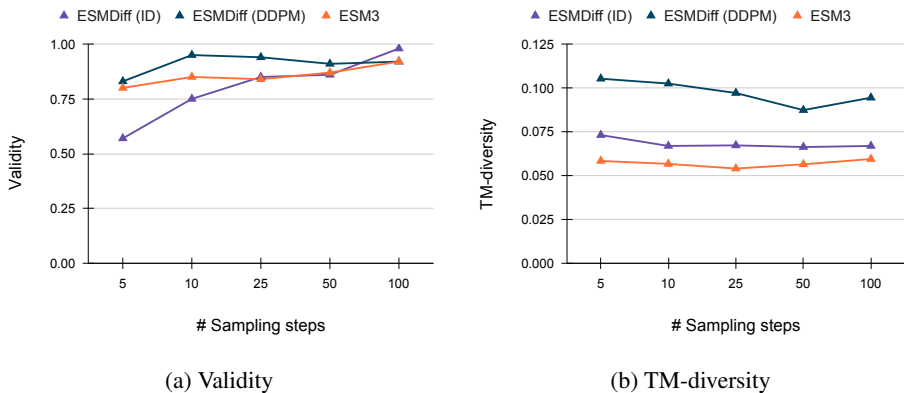 ESMDiff (ID) ESMDiff (DDPM) ESM3
1.00
0.75
0.50
0.25
0.00
Validity
5 10 25 50 100
# Sampling steps
(a) Validity
ESMDiff (ID) ESMDiff (DDPM) ESM3
0.125
0.100
0.075
0.050
0.025
0.000
TM-diversity
5 10 25 50 100
# Sampling steps
(b) TM-diversity